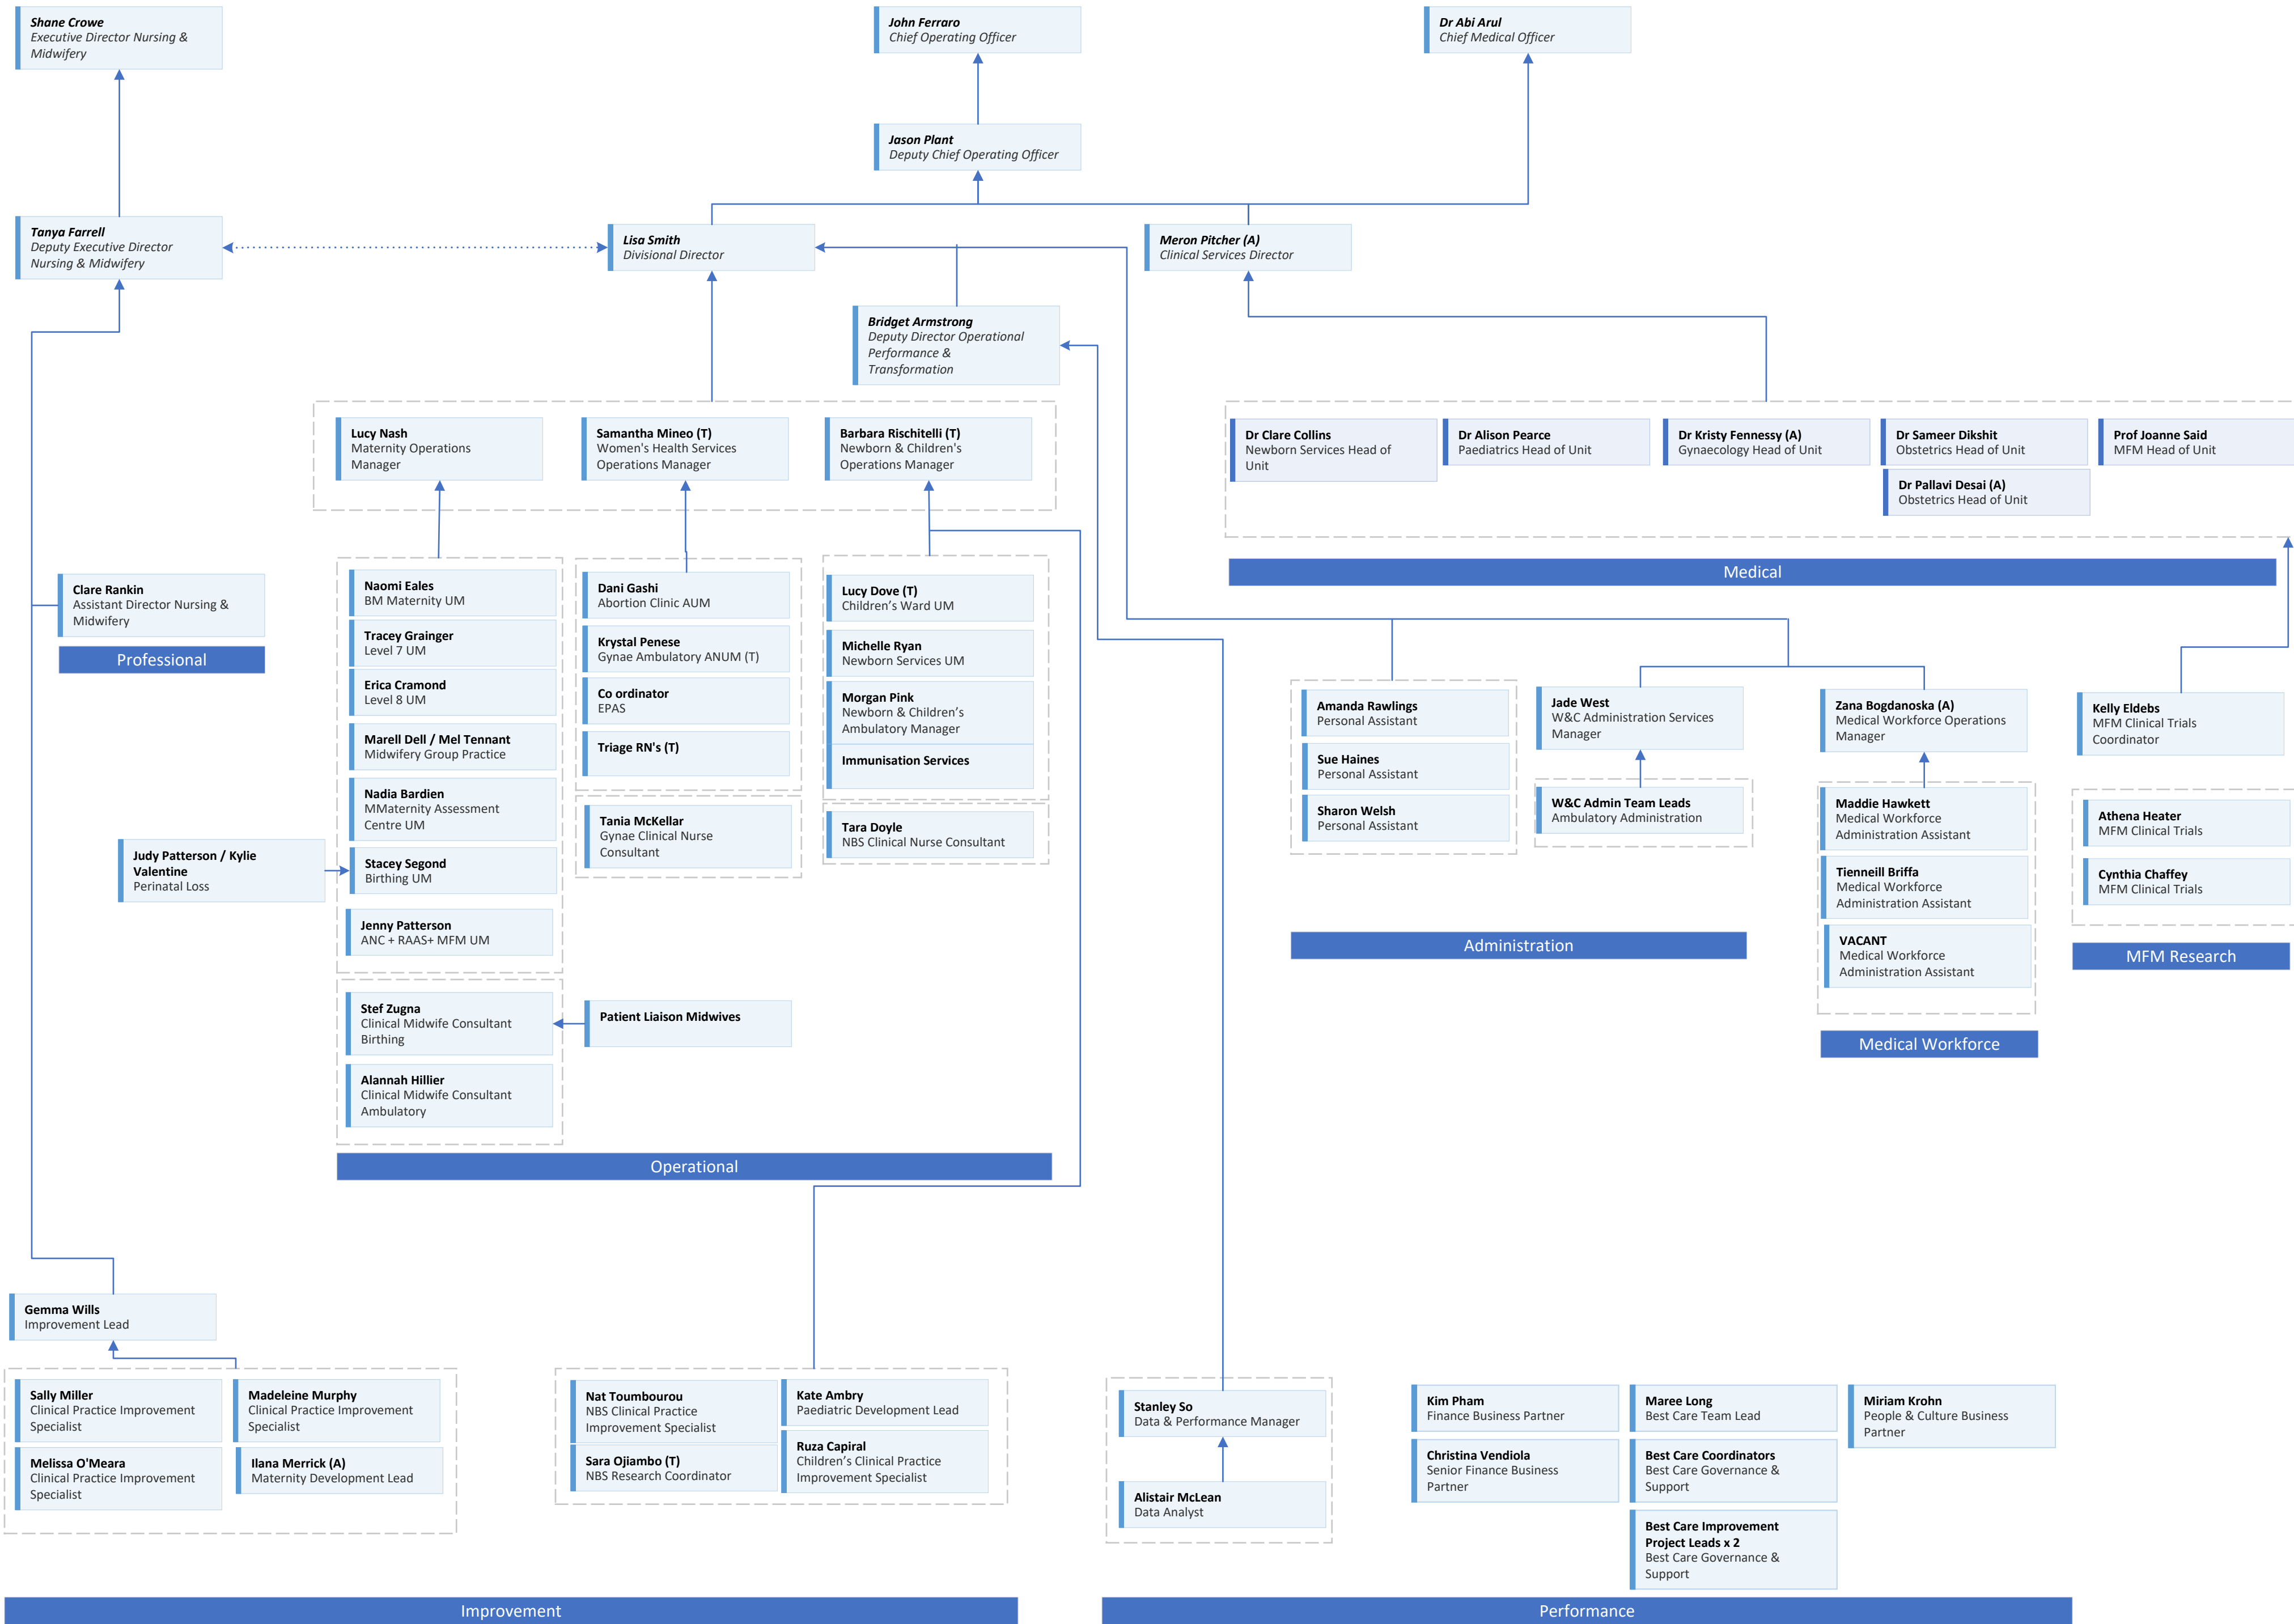 Shane Crowe
Executive Director Nursing &
Midwifery
John Ferraro
Chief Operating Officer
Dr Abi Arul
Chief Medical Officer
Jason Plant
Deputy Chief Operating Officer
Tanya Farrell
Deputy Executive Director
Nursing & Midwifery
Lisa Smith
Divisional Director
Meron Pitcher (A)
Clinical Services Director
Bridget Armstrong
Deputy Director Operational
Performance &
Transformation
Lucy Nash
Maternity Operations
Manager
Samantha Mineo (T)
Women's Health Services
Operations Manager
Barbara Rischitelli (T)
Newborn & Children's
Operations Manager
Dr Clare Collins
Newborn Services Head of
Unit
Dr Alison Pearce
Paediatrics Head of Unit
Dr Kristy Fennessy (A)
Gynaecology Head of Unit
Dr Sameer Dikshit
Obstetrics Head of Unit
Prof Joanne Said
MFM Head of Unit
Dr Pallavi Desai (A)
Obstetrics Head of Unit
Medical
Clare Rankin
Assistant Director Nursing &
Midwifery
Professional
Naomi Eales
BM Maternity UM
Tracey Grainger
Level 7 UM
Erica Cramond
Level 8 UM
Marell Dell / Mel Tennant
Midwifery Group Practice
Nadia Bardien
MMaternity Assessment
Centre UM
Judy Patterson / Kylie
Valentine
Perinatal Loss
Stacey Segond
Birthing UM
Jenny Patterson
ANC + RAAS+ MFM UM
Stef Zugna
Clinical Midwife Consultant
Birthing
Alannah Hillier
Clinical Midwife Consultant
Ambulatory
Patient Liaison Midwives
Dani Gashi
Abortion Clinic AUM
Krystal Penese
Gynae Ambulatory ANUM (T)
Co ordinator
EPAS
Triage RN's (T)
Tania McKellar
Gynae Clinical Nurse
Consultant
Lucy Dove (T)
Children’s Ward UM
Michelle Ryan
Newborn Services UM
Morgan Pink
Newborn & Children’s
Ambulatory Manager
Immunisation Services
Tara Doyle
NBS Clinical Nurse Consultant
Operational
Amanda Rawlings
Personal Assistant
Sue Haines
Personal Assistant
Sharon Welsh
Personal Assistant
Jade West
W&C Administration Services
Manager
W&C Admin Team Leads
Ambulatory Administration
Administration
Zana Bogdanoska (A)
Medical Workforce Operations
Manager
Maddie Hawkett
Medical Workforce
Administration Assistant
Tienneill Briffa
Medical Workforce
Administration Assistant
VACANT
Medical Workforce
Administration Assistant
Medical Workforce
Kelly Eldebs
MFM Clinical Trials
Coordinator
Athena Heater
MFM Clinical Trials
Cynthia Chaffey
MFM Clinical Trials
MFM Research
Gemma Wills
Improvement Lead
Sally Miller
Clinical Practice Improvement
Specialist
Madeleine Murphy
Clinical Practice Improvement
Specialist
Melissa O'Meara
Clinical Practice Improvement
Specialist
Ilana Merrick (A)
Maternity Development Lead
Nat Toumbourou
NBS Clinical Practice
Improvement Specialist
Kate Ambry
Paediatric Development Lead
Sara Ojiambo (T)
NBS Research Coordinator
Ruza Capiral
Children’s Clinical Practice
Improvement Specialist
Improvement
Stanley So
Data & Performance Manager
Alistair McLean
Data Analyst
Kim Pham
Finance Business Partner
Christina Vendiola
Senior Finance Business
Partner
Maree Long
Best Care Team Lead
Best Care Coordinators
Best Care Governance &
Support
Best Care Improvement
Project Leads x 2
Best Care Governance &
Support
Miriam Krohn
People & Culture Business
Partner
Performance